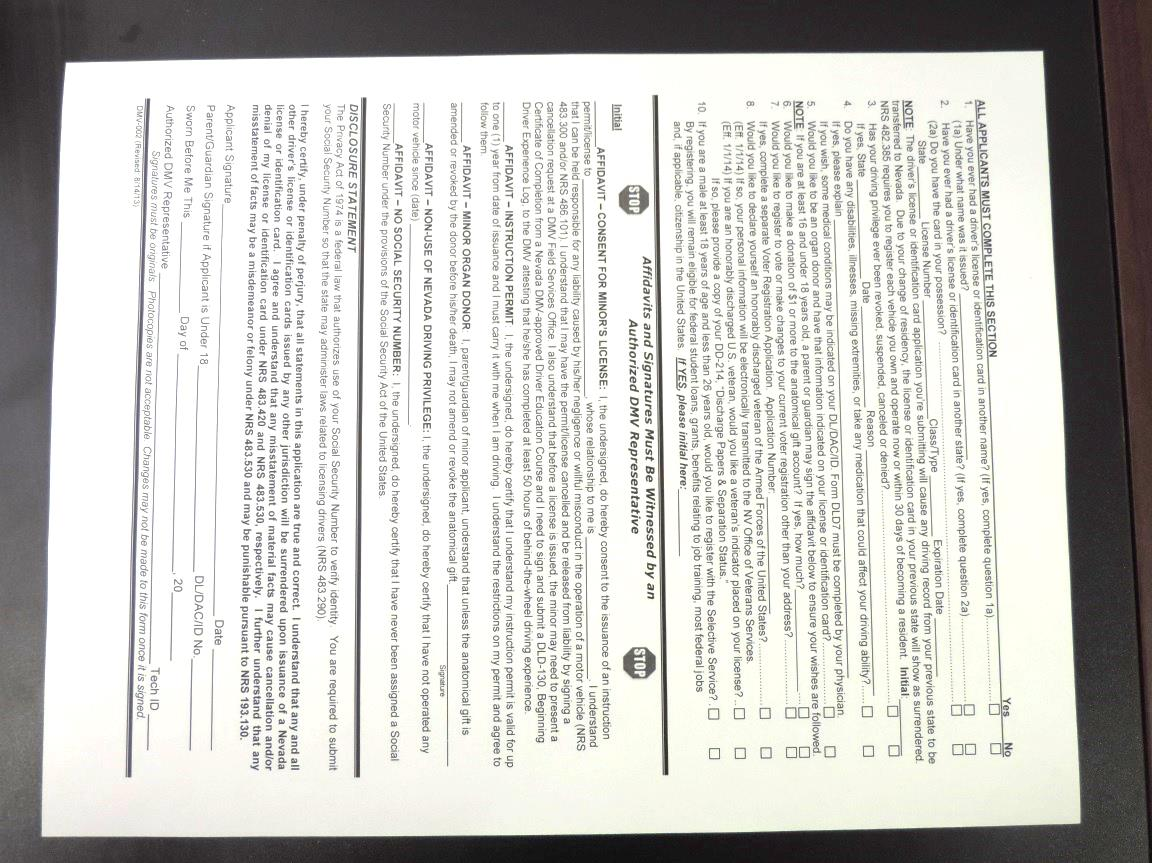 ALL APPLICANTS MUST COMPLETE THIS SECTION
Yes No
1. Have you ever had a driver's license or identification card in another name? (If yes, complete question 1a)
(1a) Under what name was it issued?
2. Have you ever had a driver's license or identification card in another state? (If yes, complete question 2a)
(2a) Do you have the card in your possession?
State License Number Class/Type Expiration Date
NOTE: The driver's license or identification card application you're submitting will cause any driving record from your previous state to be
transferred to Nevada. Due to your change of residency, the license or identification card in your previous state will show as surrendered.
NRS 482.385 requires you to register each vehicle you own and operate now or within 30 days of becoming a resident. Initial:
3. Has your driving privilege ever been revoked, suspended, canceled or denied?
If yes, State Date Reason
4. Do you have any disabilities, illnesses, missing extremities, or take any medication that could affect your driving ability?
If yes, please explain
If you wish, some medical conditions may be indicated on your DL/DAC/ID. Form DLD7 must be completed by your physician.
5. Would you like to be an organ donor and have that information indicated on your license or identification card?
NOTE: If you are at least 16 and under 18 years old, a parent or guardian may sign the affidavit below to ensure your wishes are followed.
6. Would you like to make a donation of $1 or more to the anatomical gift account? If yes, how much?
7. Would you like to register to vote or make changes to your current voter registration other than your address?
If yes, complete a separate Voter Registration Application. Application Number:
8. Would you like to declare yourself an honorably discharged veteran of the Armed Forces of the United States?
(Eff. 1/1/14) If so, your personal information will be electronically transmitted to the NV Office of Veterans Services.
(Eff. 1/1/14) If you are an honorably discharged U.S. veteran, would you like a veteran's indicator placed on your license?
If so, please provide a copy of your DD-214, "Discharge Papers & Separation Status."
10. If you are a male at least 18 years of age and less than 26 years old, would you like to register with the Selective Service?
By registering, you will remain eligible for federal student loans, grants, benefits relating to job training, most federal jobs
and, if applicable, citizenship in the United States. If YES, please initial here:
STOP Affidavits and Signatures Must Be Witnessed by an STOP
Authorized DMV Representative
Initial
AFFIDAVIT – CONSENT FOR MINOR'S LICENSE: I, the undersigned, do hereby consent to the issuance of an instruction
permit/license to , whose relationship to me is . I understand
that I can be held responsible for any liability caused by his/her negligence or willful misconduct in the operation of a motor vehicle (NRS
483.300 and/or NRS 486.101). I understand that I may have the permit/license cancelled and be released from liability by signing a
cancellation request at a DMV Field Services Office. I also understand that before a license is issued, the minor may need to present a
Certificate of Completion from a Nevada DMV-approved Driver Education Course and I need to sign and submit a DLD-130, Beginning
Driver Experience Log, to the DMV attesting that he/she has completed at least 50 hours of behind-the-wheel driving experience.
AFFIDAVIT – INSTRUCTION PERMIT: I, the undersigned, do hereby certify that I understand my instruction permit is valid for up
to one (1) year from date of issuance and I must carry it with me when I am driving. I understand the restrictions on my permit and agree to
follow them.
AFFIDAVIT – MINOR ORGAN DONOR: I, parent/guardian of minor applicant, understand that unless the anatomical gift is
amended or revoked by the donor before his/her death, I may not amend or revoke the anatomical gift.
Signature
AFFIDAVIT – NON-USE OF NEVADA DRIVING PRIVILEGE: I, the undersigned, do hereby certify that I have not operated any
motor vehicle since (date)
AFFIDAVIT – NO SOCIAL SECURITY NUMBER: I, the undersigned, do hereby certify that I have never been assigned a Social
Security Number under the provisions of the Social Security Act of the United States.
DISCLOSURE STATEMENT
The Privacy Act of 1974 is a federal law that authorizes use of your Social Security Number to verify identity. You are required to submit
your Social Security Number so that the state may administer laws related to licensing drivers (NRS 483.290).
I hereby certify, under penalty of perjury, that all statements in this application are true and correct. I understand that any and all
other driver's license or identification cards issued by any other jurisdiction will be surrendered upon issuance of a Nevada
license or identification card. I agree and understand that any misstatement of material facts may cause cancellation and/or
denial of my license or identification card under NRS 483.420 and NRS 483.530, respectively. I further understand that any
misstatement of facts may be a misdemeanor or felony under NRS 483.530 and may be punishable pursuant to NRS 193.130.
Applicant Signature Date
Parent/Guardian Signature if Applicant is Under 18 DL/DAC/ID No.
Sworn Before Me This Day of , 20
Authorized DMV Representative Tech ID
Signatures must be originals. Photocopies are not acceptable. Changes may not be made to this form once it is signed.
DMV-002 (Revised: 8/14/13)